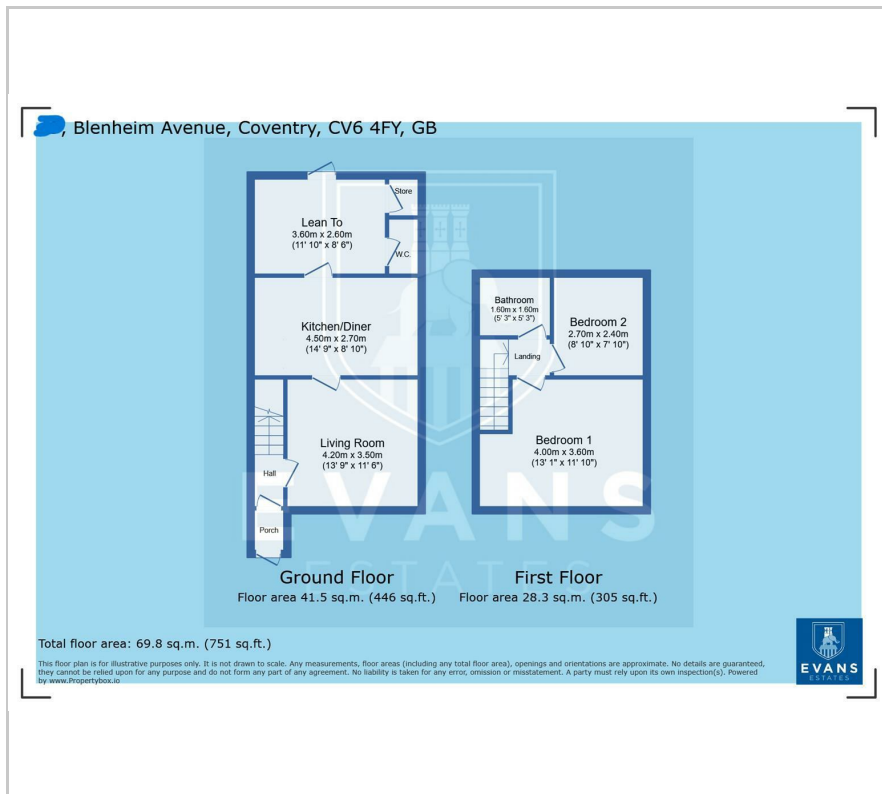 , Blenheim Avenue, Coventry, CV6 4FY, GB
Store
Lean To
3.60m x 2.60m
(11' 10" x 8' 6")
W.C.
Kitchen/Diner
4.50m x 2.70m
(14' 9" x 8' 10")
Living Room
4.20m x 3.50m
(13' 9" x 11' 6")
Hall
Porch
Bathroom
1.60m x 1.60m
(5' 3" x 5' 3")
Bedroom 2
2.70m x 2.40m
(8' 10" x 7' 10")
Landing
Bedroom 1
4.00m x 3.60m
(13' 1" x 11' 10")
EVANS
ESTATES
Ground Floor
Floor area 41.5 sq.m. (446 sq.ft.)
First Floor
Floor area 28.3 sq.m. (305 sq.ft.)
Total floor area: 69.8 sq.m. (751 sq.ft.)
This floor plan is for illustrative purposes only. It is not drawn to scale. Any measurements, floor areas (including any total floor area), openings and orientations are approximate. No details are guaranteed,
they cannot be relied upon for any purpose and do not form any part of any agreement. No liability is taken for any error, omission or misstatement. A party must rely upon its own inspection(s). Powered
by www.Propertybox.io
EVANS
ESTATES